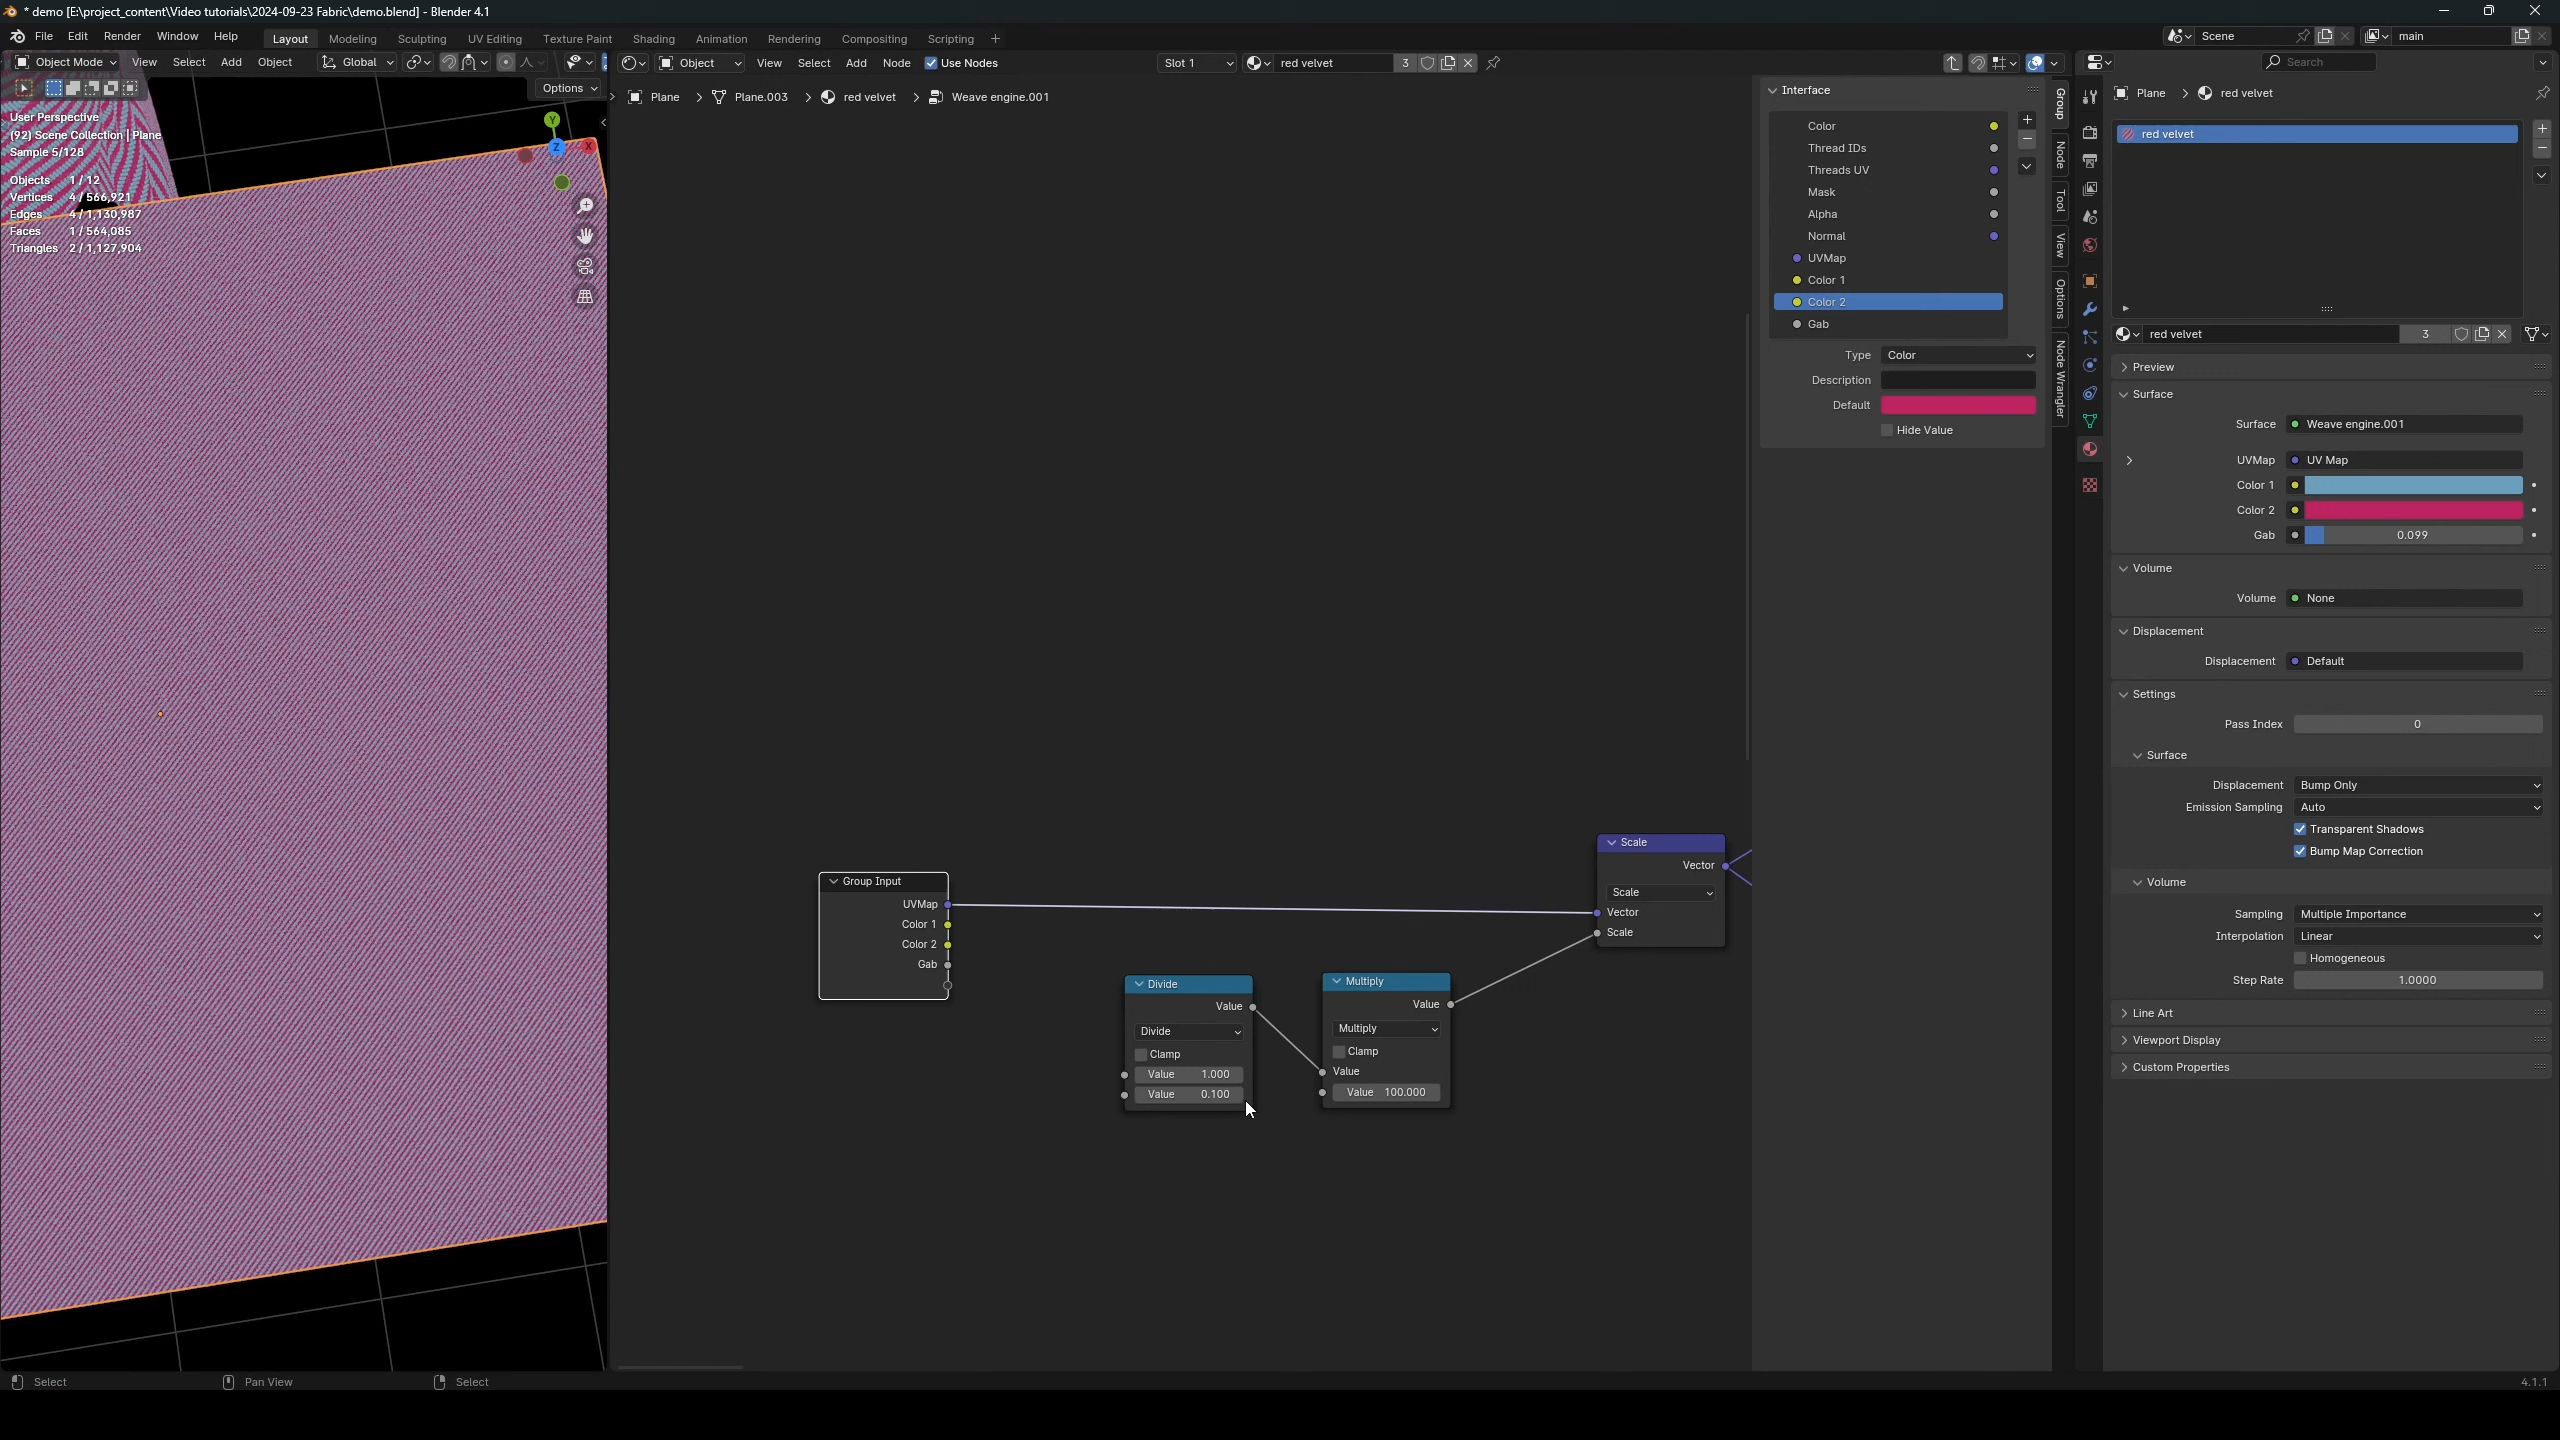 * demo [E:\project_content\Video tutorials\2024-09-23 Fabric\demo.blend] - Blender 4.1
File Edit Render Window Help Layout Modeling Sculpting UV Editing Texture Paint Shading Animation Rendering Compositing Scripting + Scene main
Object Mode View Select Add Object Global
Object View Select Add Node Use Nodes Slot 1 red velvet 3
Search
Options
Plane > Plane.003 > red velvet > Weave engine.001
Plane > red velvet
User Perspective
(92) Scene Collection | Plane
Sample 5/128
Objects 1 / 12
Vertices 4 / 566,921
Edges 4 / 1,130,987
Faces 1 / 564,085
Triangles 2 / 1,127,904
Y
Z
X
Interface
Color
Thread IDs
Threads UV
Mask
Alpha
Normal
UVMap
Color 1
Color 2
Gab
Type Color
Description
Default
Hide Value
Group
Node
Tool
View
Options
Node Wrangler
Group Input
UVMap
Color 1
Color 2
Gab
Divide
Value
Divide
Clamp
Value 1.000
Value 0.100
Multiply
Value
Multiply
Clamp
Value
Value 100.000
Scale
Vector
Scale
Vector
Scale
red velvet
red velvet 3
Preview
Surface
Surface Weave engine.001
UVMap UV Map
Color 1
Color 2
Gab 0.099
Volume
Volume None
Displacement
Displacement Default
Settings
Pass Index 0
Surface
Displacement Bump Only
Emission Sampling Auto
Transparent Shadows
Bump Map Correction
Volume
Sampling Multiple Importance
Interpolation Linear
Homogeneous
Step Rate 1.0000
Line Art
Viewport Display
Custom Properties
Select Pan View Select 4.1.1